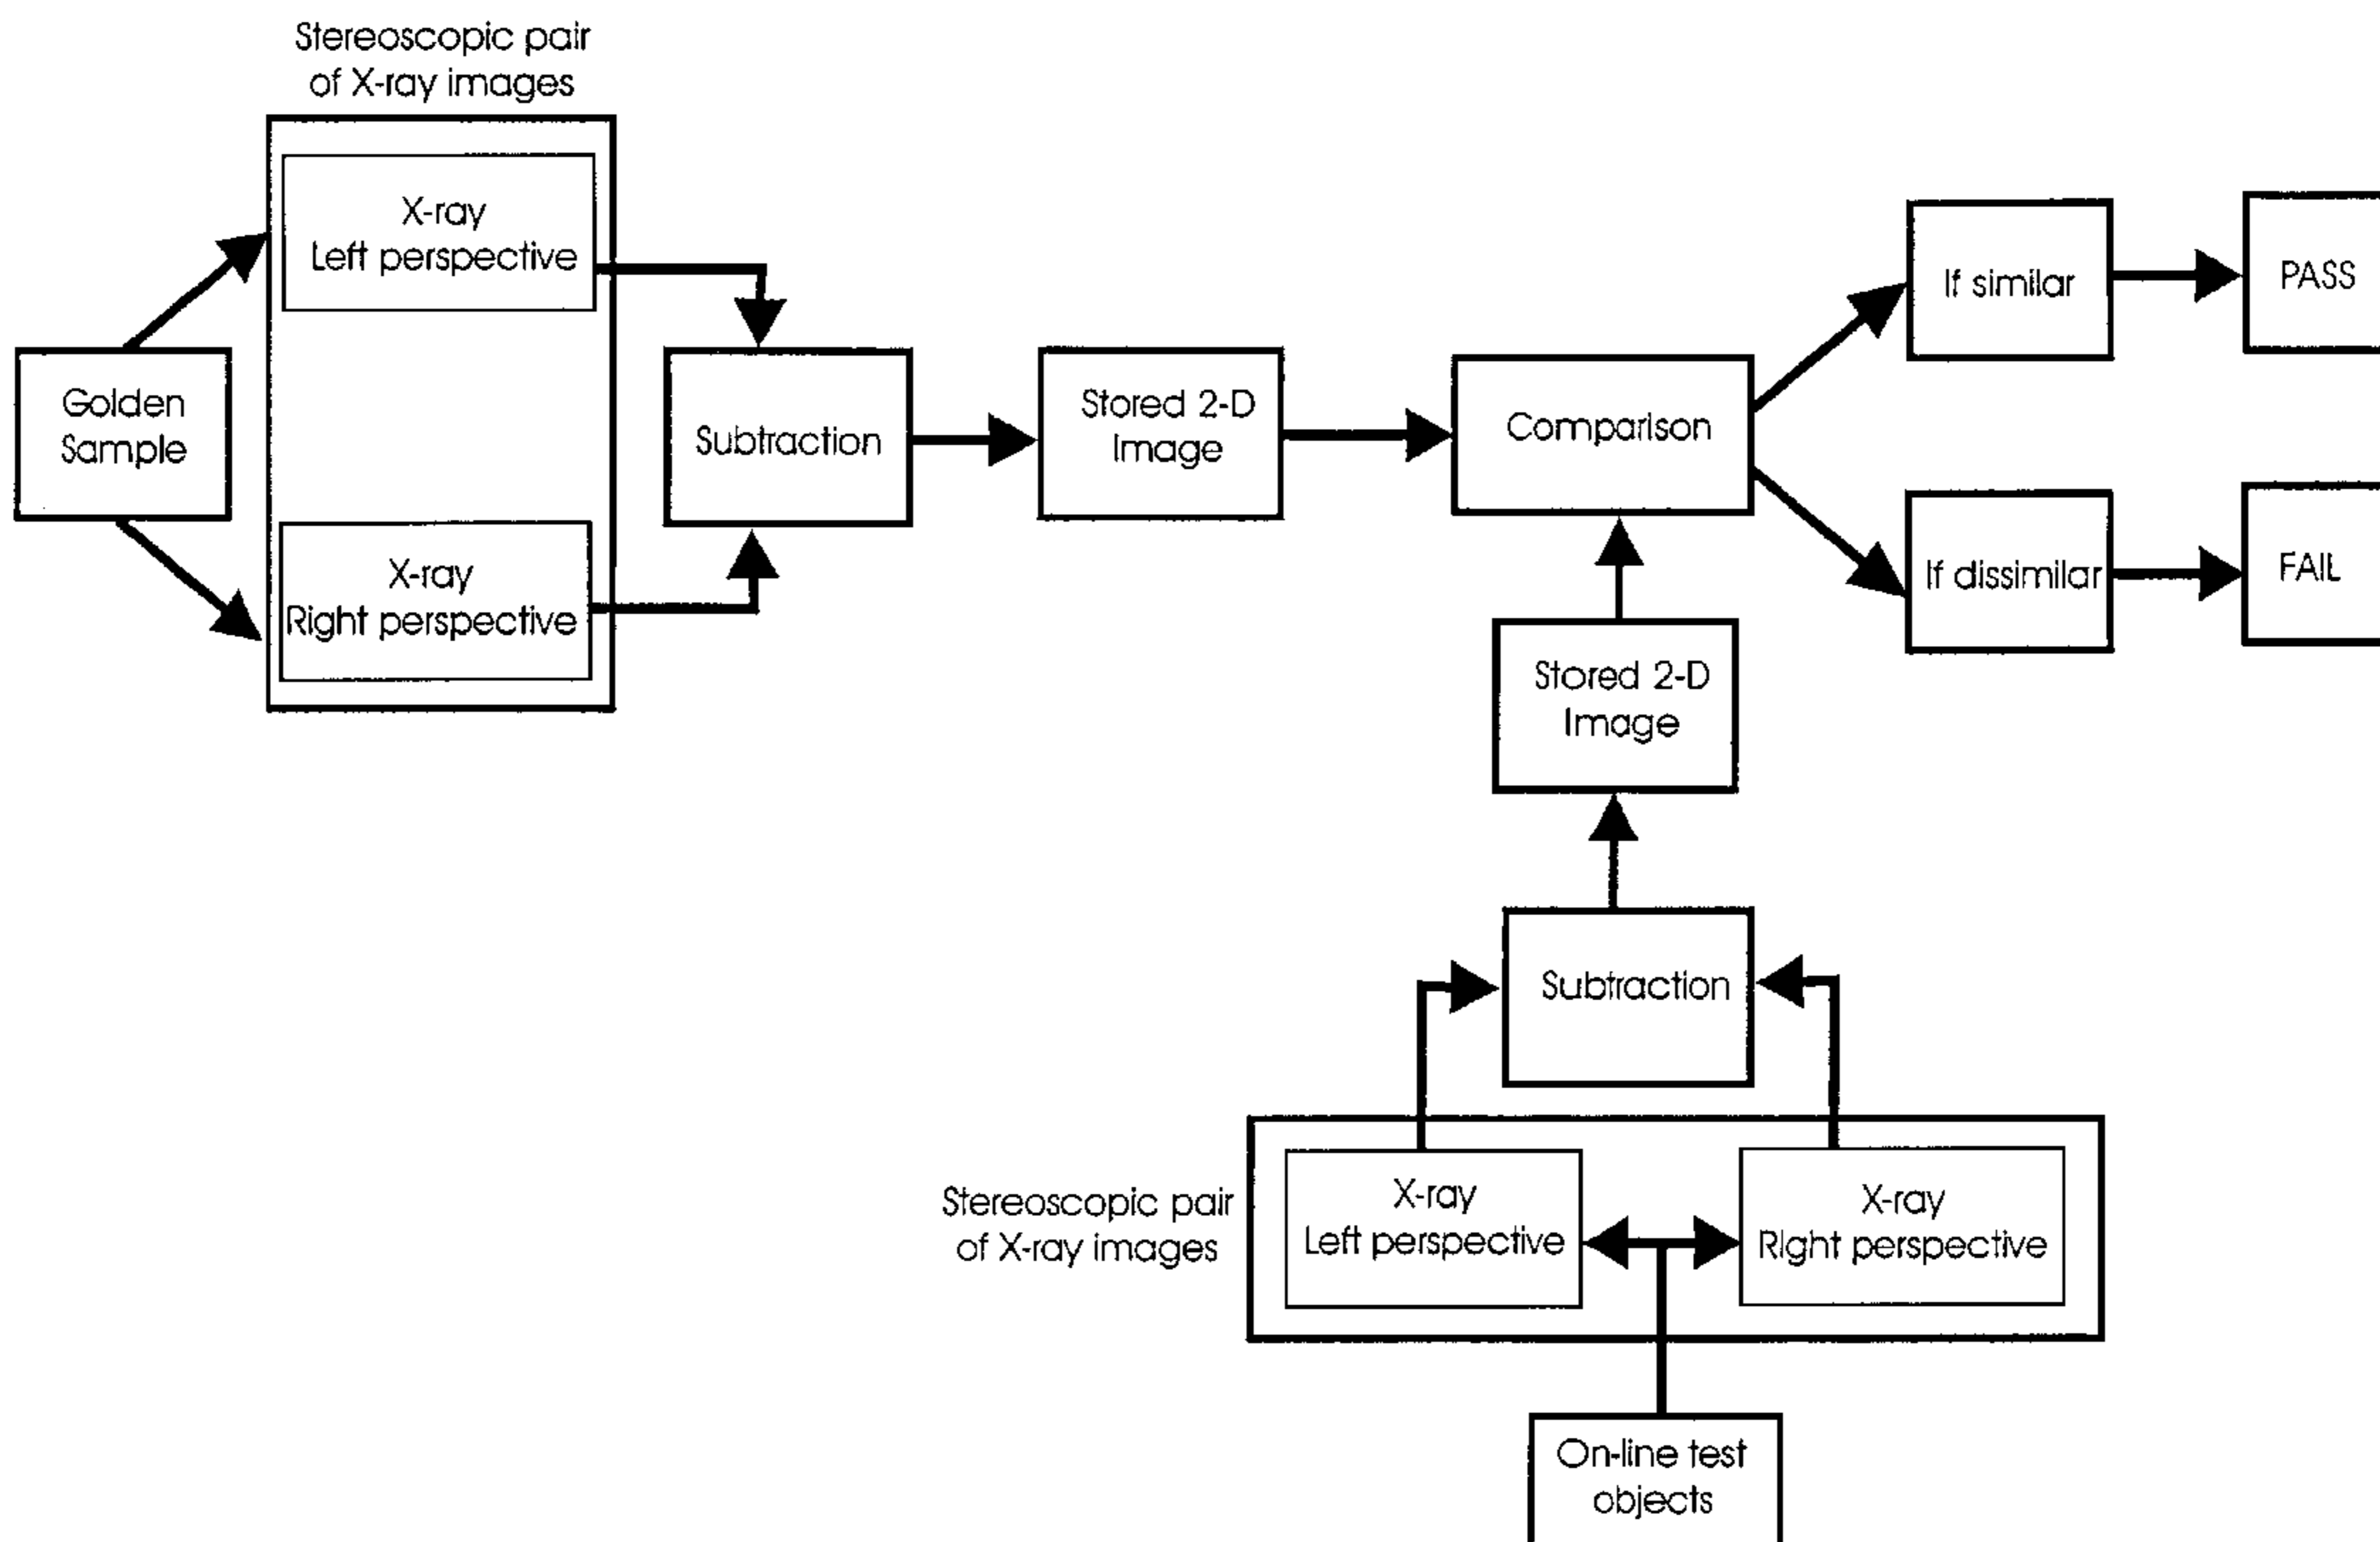 Stereoscopic pair
of X-ray images
X-ray
Left perspective
Golden
Sample
X-ray
Right perspective
Subtraction
Stored 2-D
Image
Comparison
If similar
PASS
If dissimilar
FAIL
Stored 2-D
Image
Subtraction
Stereoscopic pair
of X-ray images
X-ray
Left perspective
X-ray
Right perspective
On-line test
objects